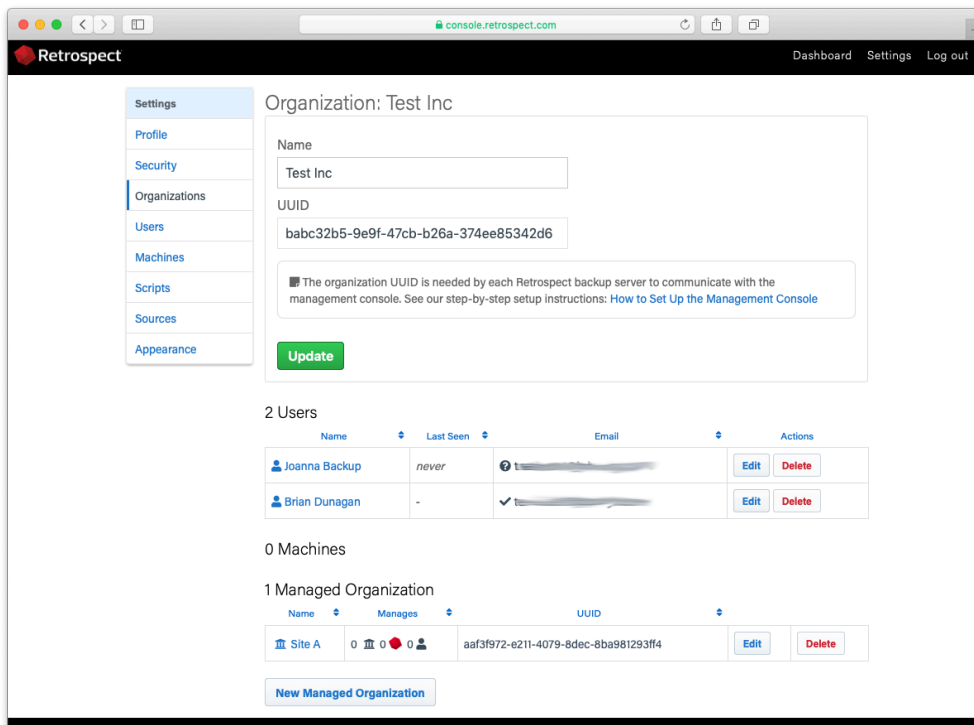 console.retrospect.com
Retrospect
Dashboard Settings Log out
Settings
Profile
Security
Organizations
Users
Machines
Scripts
Sources
Appearance
Organization: Test Inc
Name
Test Inc
UUID
babc32b5-9e9f-47cb-b26a-374ee85342d6
The organization UUID is needed by each Retrospect backup server to communicate with the
management console. See our step-by-step setup instructions: How to Set Up the Management Console
Update
2 Users
Name Last Seen Email Actions
Joanna Backup never Edit Delete
Brian Dunagan - Edit Delete
0 Machines
1 Managed Organization
Name Manages UUID
Site A 0 0 0 aaf3f972-e211-4079-8dec-8ba981293ff4 Edit Delete
New Managed Organization